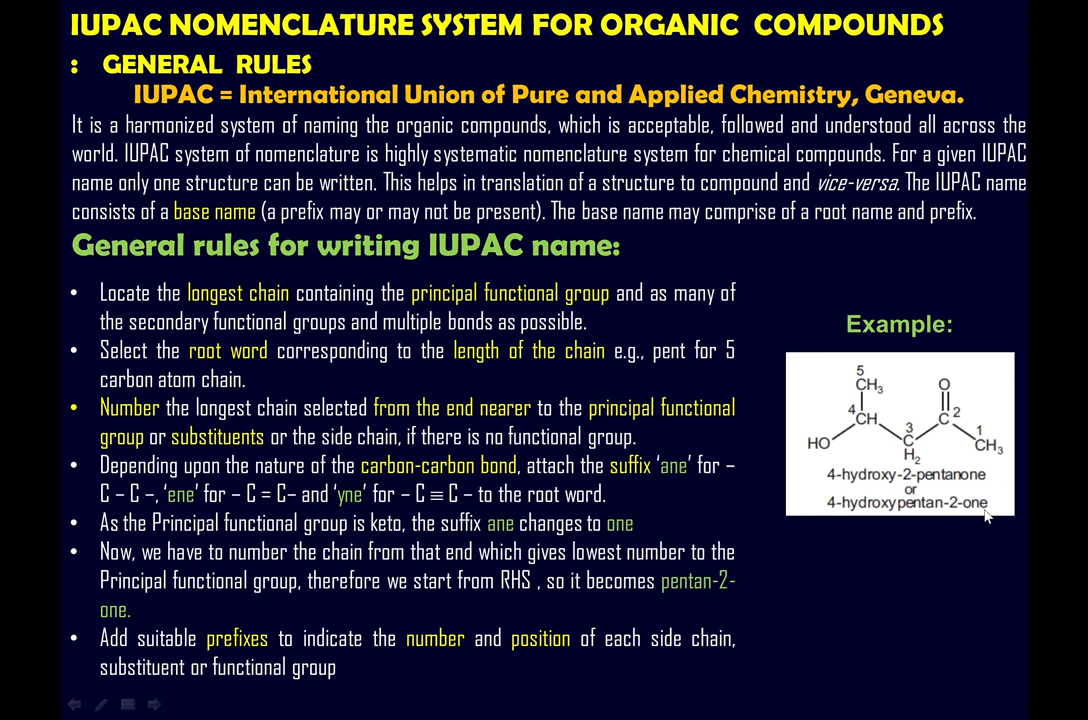 IUPAC NOMENCLATURE SYSTEM FOR ORGANIC COMPOUNDS
: GENERAL RULES
IUPAC = International Union of Pure and Applied Chemistry, Geneva.
It is a harmonized system of naming the organic compounds, which is acceptable, followed and understood all across the
world. IUPAC system of nomenclature is highly systematic nomenclature system for chemical compounds. For a given IUPAC
name only one structure can be written. This helps in translation of a structure to compound and vice-versa. The IUPAC name
consists of a base name (a prefix may or may not be present). The base name may comprise of a root name and prefix.
General rules for writing IUPAC name:
• Locate the longest chain containing the principal functional group and as many of
the secondary functional groups and multiple bonds as possible.
• Select the root word corresponding to the length of the chain e.g., pent for 5
carbon atom chain.
• Number the longest chain selected from the end nearer to the principal functional
group or substituents or the side chain, if there is no functional group.
• Depending upon the nature of the carbon-carbon bond, attach the suffix ‘ane’ for –
C – C –, ‘ene’ for – C = C– and ‘yne’ for – C ≡ C – to the root word.
• As the Principal functional group is keto, the suffix ane changes to one
• Now, we have to number the chain from that end which gives lowest number to the
Principal functional group, therefore we start from RHS , so it becomes pentan-2-
one.
• Add suitable prefixes to indicate the number and position of each side chain,
substituent or functional group
Example:
5
CH3 O
4 CH 3 C 2 1
HO C CH3
H2
4-hydroxy-2-pentanone
or
4-hydroxypentan-2-one